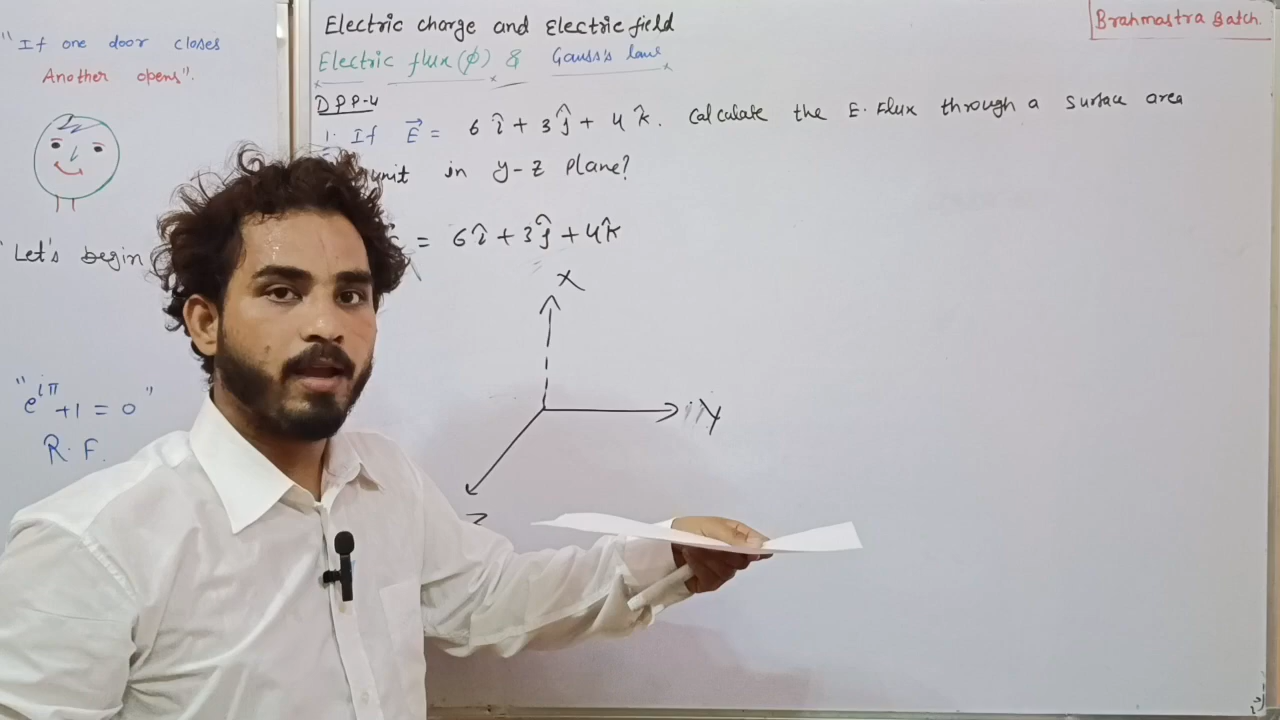 "If one door closes
Another opens".
Let's begin
"e^iπ +1 = 0"
R.F.
Electric charge and Electric field
Brahmastra Batch.
Electric flux(ϕ) & Gauss's laws
DPP-4
1. If E⃗ = 6î + 3ĵ + 4k̂. Calculate the E. Flux through a surface area
unit in y-z plane?
= 6î + 3ĵ + 4k̂
X
Y
Z